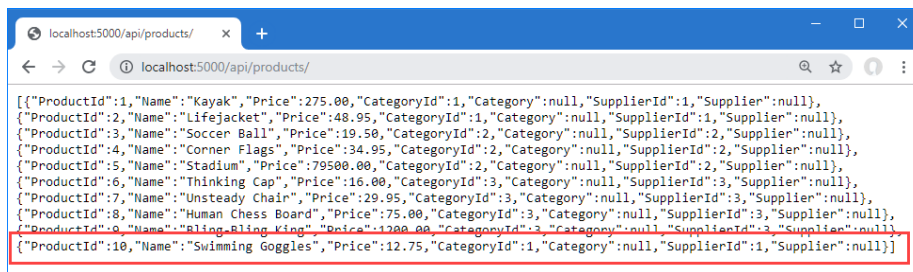 localhost:5000/api/products/
localhost:5000/api/products/
[{"ProductId":1,"Name":"Kayak","Price":275.00,"CategoryId":1,"Category":null,"SupplierId":1,"Supplier":null},
{"ProductId":2,"Name":"Lifejacket","Price":48.95,"CategoryId":1,"Category":null,"SupplierId":1,"Supplier":null},
{"ProductId":3,"Name":"Soccer Ball","Price":19.50,"CategoryId":2,"Category":null,"SupplierId":2,"Supplier":null},
{"ProductId":4,"Name":"Corner Flags","Price":34.95,"CategoryId":2,"Category":null,"SupplierId":2,"Supplier":null},
{"ProductId":5,"Name":"Stadium","Price":79500.00,"CategoryId":2,"Category":null,"SupplierId":2,"Supplier":null},
{"ProductId":6,"Name":"Thinking Cap","Price":16.00,"CategoryId":3,"Category":null,"SupplierId":3,"Supplier":null},
{"ProductId":7,"Name":"Unsteady Chair","Price":29.95,"CategoryId":3,"Category":null,"SupplierId":3,"Supplier":null},
{"ProductId":8,"Name":"Human Chess Board","Price":75.00,"CategoryId":3,"Category":null,"SupplierId":3,"Supplier":null},
{"ProductId":9,"Name":"Bling-Bling King","Price":1200.00,"CategoryId":3,"Category":null,"SupplierId":3,"Supplier":null},
{"ProductId":10,"Name":"Swimming Goggles","Price":12.75,"CategoryId":1,"Category":null,"SupplierId":1,"Supplier":null}]